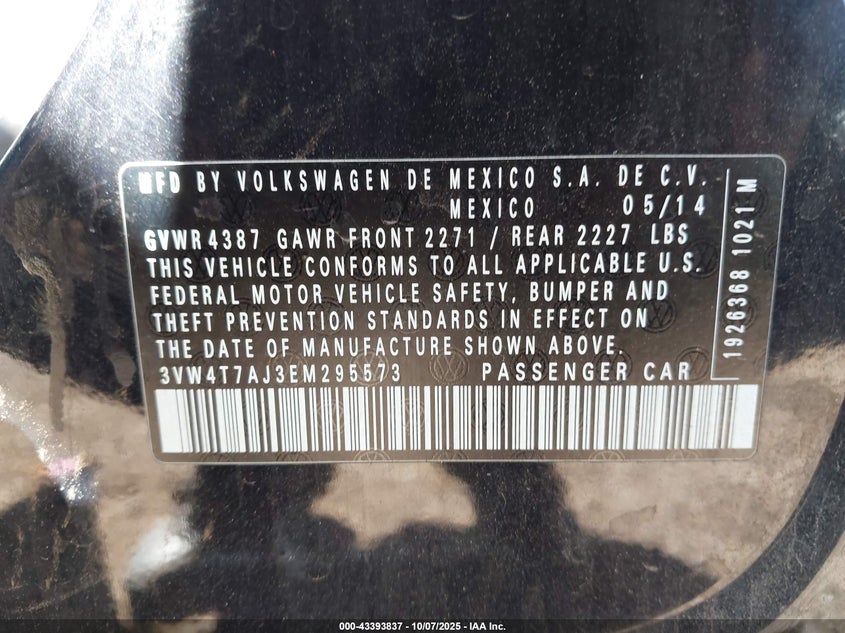 MFD BY VOLKSWAGEN DE MEXICO S.A. DE C.V.
MEXICO 05/14
GVWR 4387 GAWR FRONT 2271 / REAR 2227 LBS
THIS VEHICLE CONFORMS TO ALL APPLICABLE U.S.
FEDERAL MOTOR VEHICLE SAFETY, BUMPER AND
THEFT PREVENTION STANDARDS IN EFFECT ON
THE DATE OF MANUFACTURE SHOWN ABOVE.
3VW4T7AJ3EM295573 PASSENGER CAR
1926368 1021 M
000-43393837 - 10/07/2025 - IAA Inc.